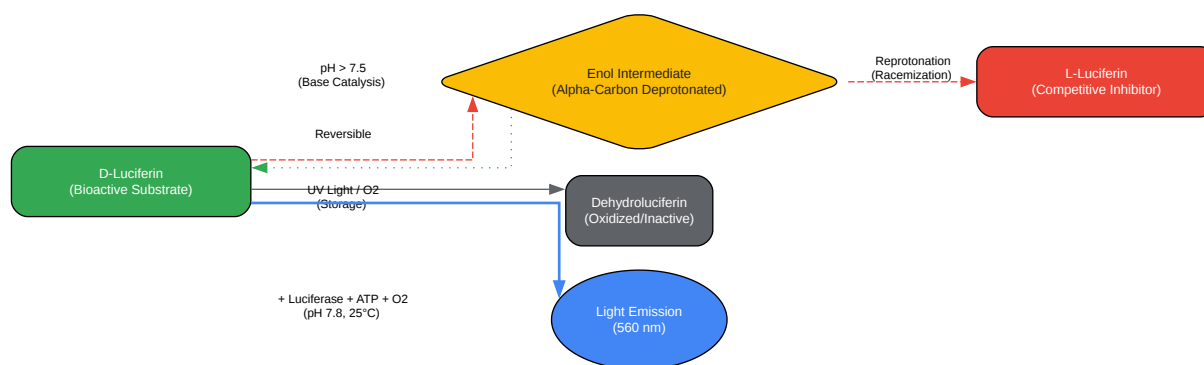 pH > 7.5
(Base Catalysis)
Enol Intermediate
(Alpha-Carbon Deprotonated)
Reprotonation
(Racemization)
L-Luciferin
(Competitive Inhibitor)
Reversible
D-Luciferin
(Bioactive Substrate)
UV Light / O2
(Storage)
Dehydroluciferin
(Oxidized/Inactive)
+ Luciferase + ATP + O2
(pH 7.8, 25°C)
Light Emission
(560 nm)